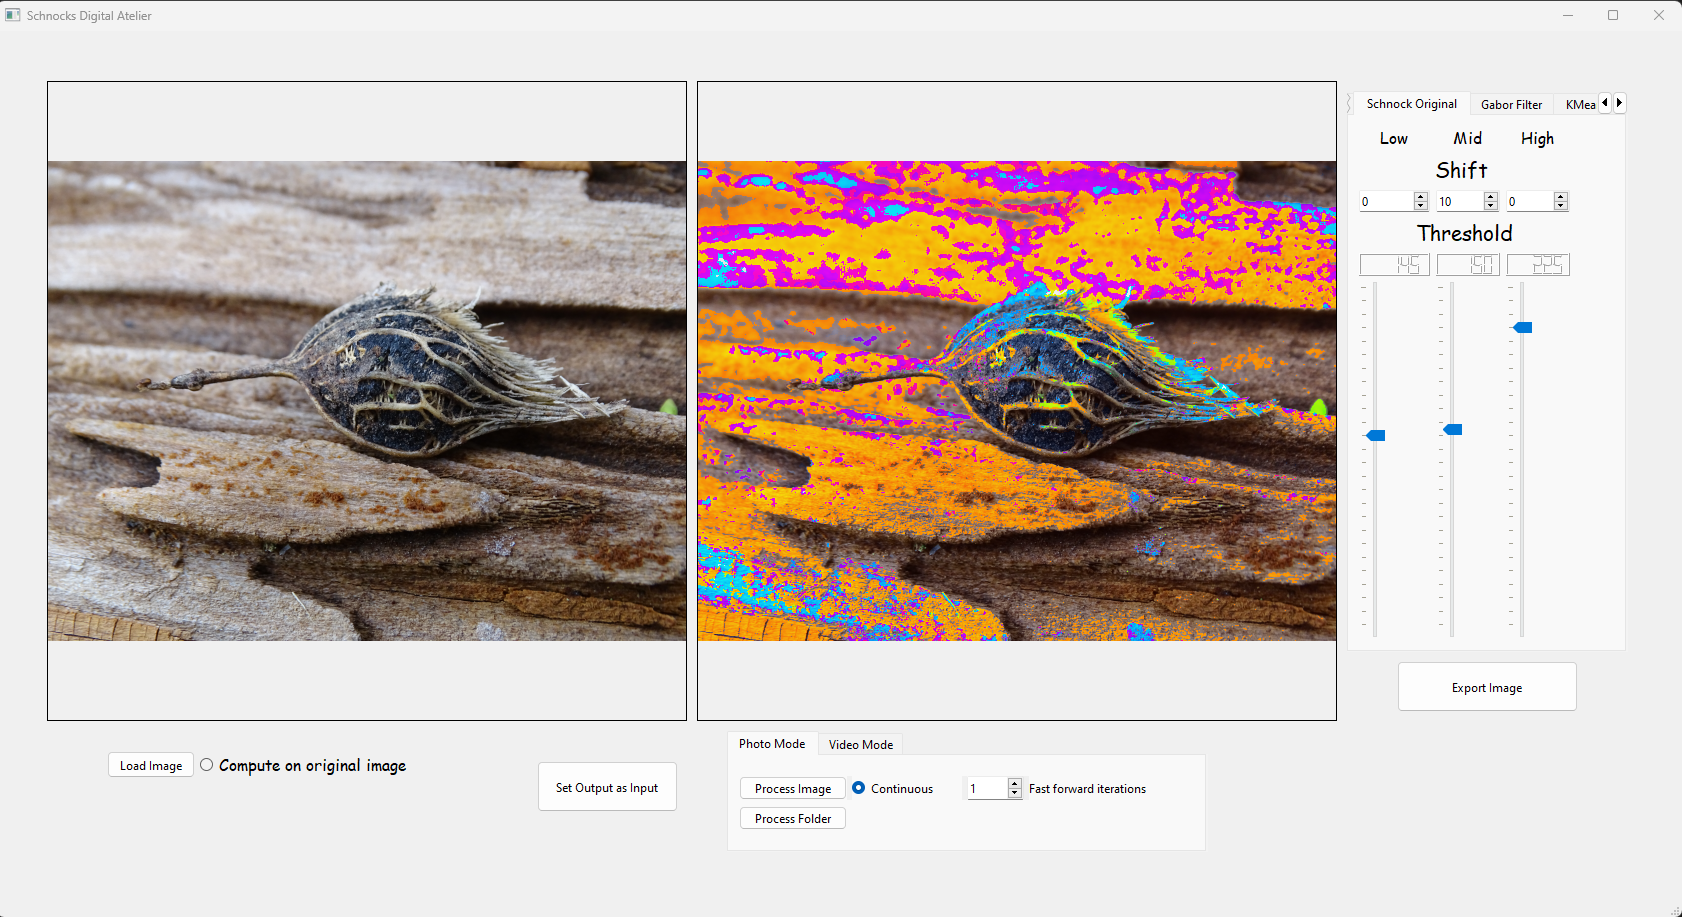 Schnocks Digital Atelier
Schnock Original
Gabor Filter
KMea
Low
Mid
High
Shift
0
10
0
Threshold
145
150
225
Export Image
Load Image
Compute on original image
Set Output as Input
Photo Mode
Video Mode
Process Image
Continuous
1
Fast forward iterations
Process Folder